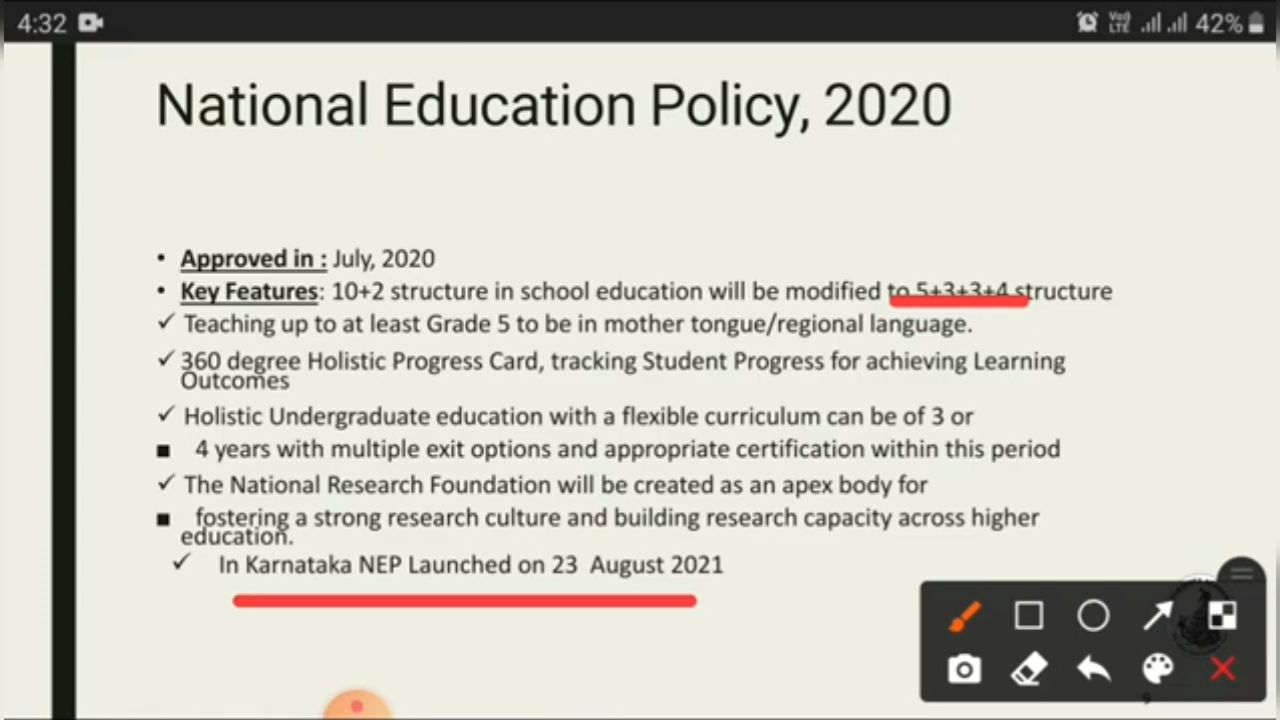 4:32
Vo) LTE 42%
National Education Policy, 2020
• Approved in : July, 2020
• Key Features: 10+2 structure in school education will be modified to 5+3+3+4 structure
✓ Teaching up to at least Grade 5 to be in mother tongue/regional language.
✓ 360 degree Holistic Progress Card, tracking Student Progress for achieving Learning
Outcomes
✓ Holistic Undergraduate education with a flexible curriculum can be of 3 or
■ 4 years with multiple exit options and appropriate certification within this period
✓ The National Research Foundation will be created as an apex body for
■ fostering a strong research culture and building research capacity across higher
education.
✓ In Karnataka NEP Launched on 23 August 2021
9